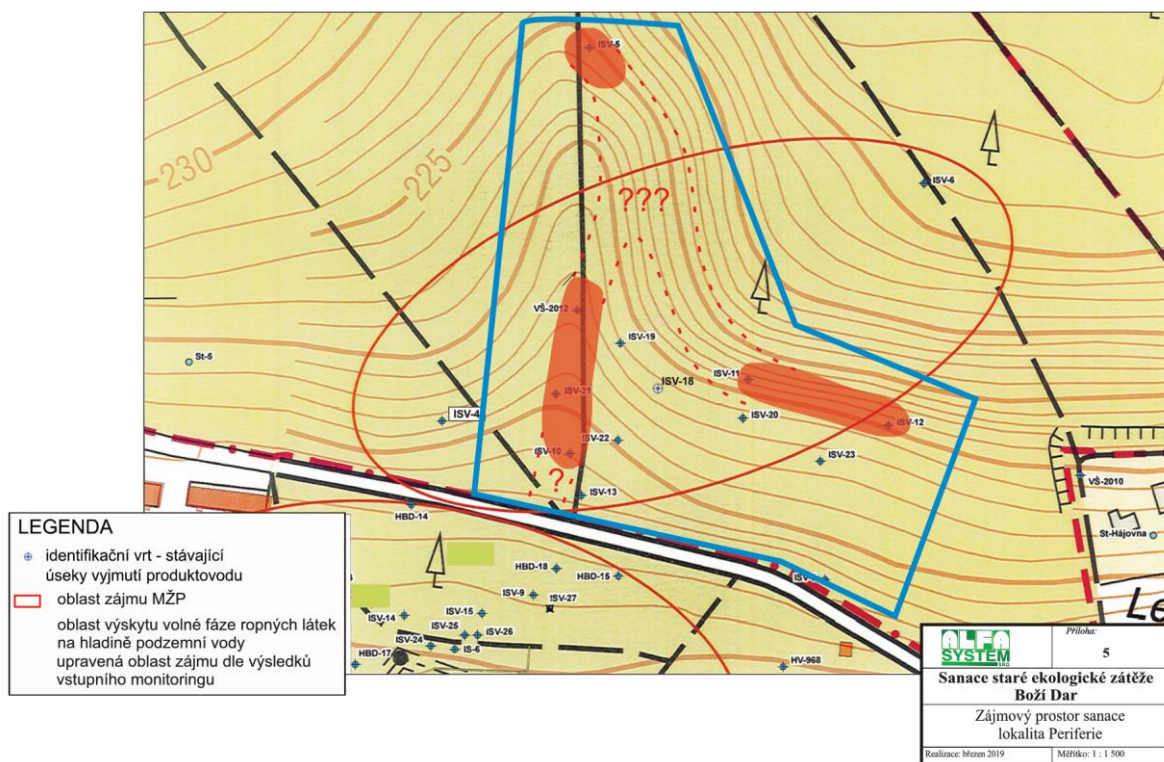 ISV-5
230
225
???
ISV-6
VŠ-2012
ISV-19
St-5
ISV-11
ISV-18
ISV-21
ISV-4
ISV-20
ISV-12
ISV-22
ISV-10
ISV-23
?
ISV-13
VŠ-2010
HBD-14
St-Hájovna
HBD-18
HBD-15
ISV-9
ISV-27
ISV-14
ISV-15
ISV-25
ISV-26
ISV-24
IS-6
HBD-17
HV-968
Le
LEGENDA
identifikační vrt - stávající
úseky vyjmutí produktovodu
oblast zájmu MŽP
oblast výskytu volné fáze ropných látek
na hladině podzemní vody
upravená oblast zájmu dle výsledků
vstupního monitoringu
ALFA
SYSTEM
s.r.o.
Příloha:
5
Sanace staré ekologické zátěže
Boží Dar
Zájmový prostor sanace
lokalita Periferie
Realizace: březen 2019
Měřítko: 1 : 1 500